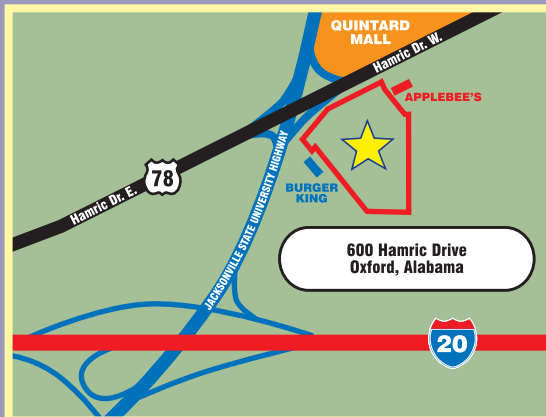 QUINTARD
MALL
Hamric Dr. W.
APPLEBEE'S
JACKSONVILLE STATE UNIVERSITY HIGHWAY
78
Hamric Dr. E.
BURGER
KING
600 Hamric Drive
Oxford, Alabama
20